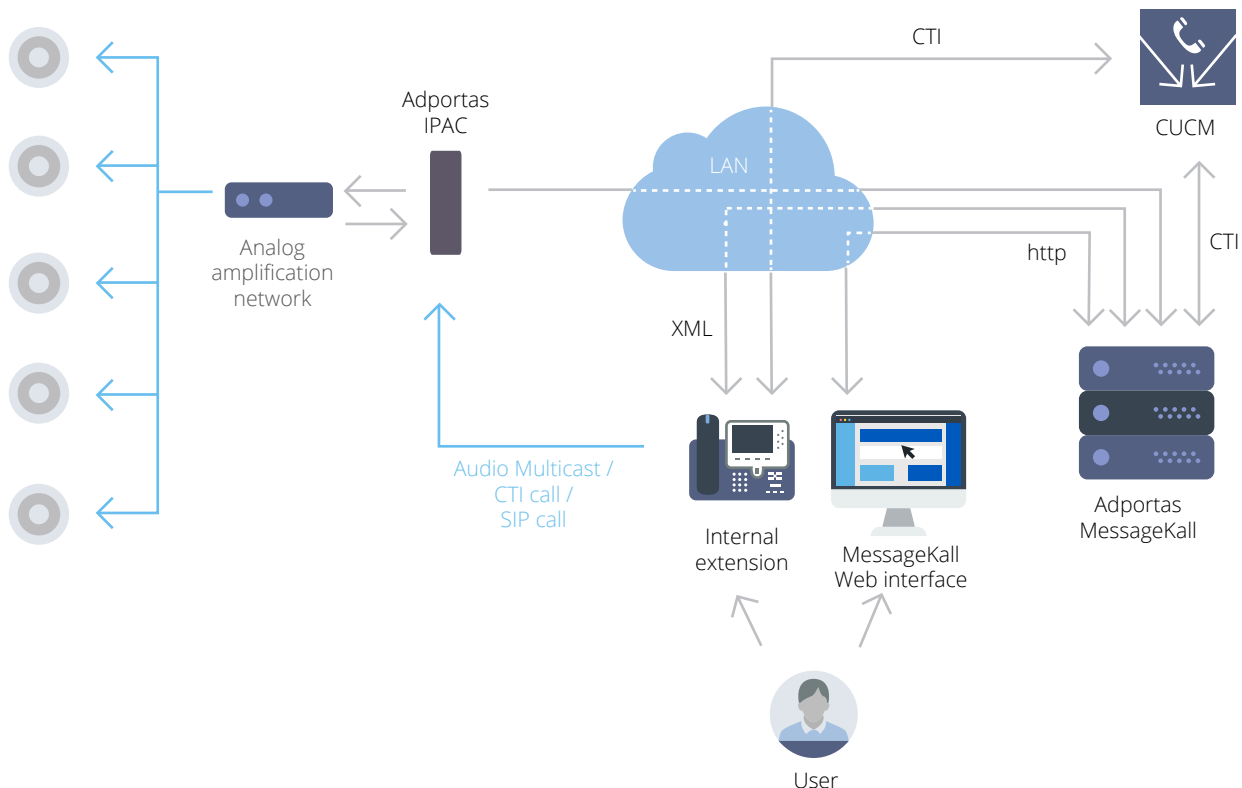 CTI
CUCM
Adportas
IPAC
LAN
Analog
amplification
network
CTI
http
XML
Audio Multicast /
CTI call /
SIP call
Internal
extension
MessageKall
Web interface
Adportas
MessageKall
User